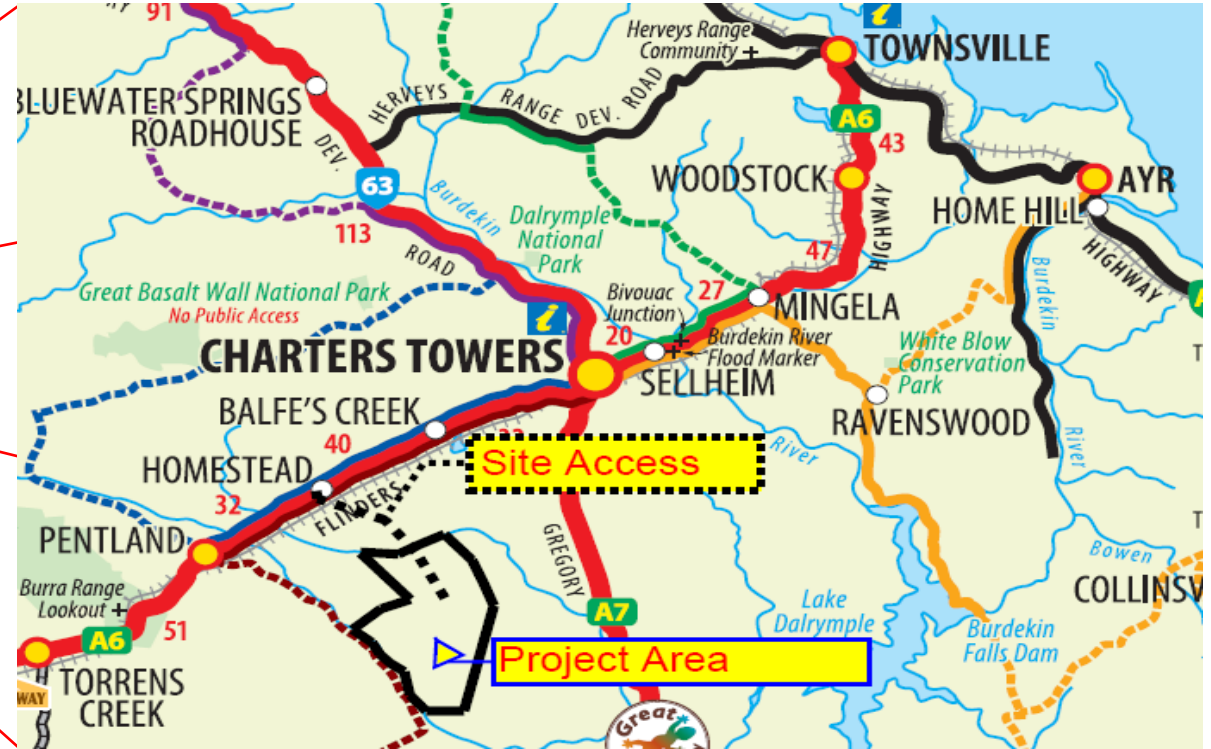 91
i
Herveys Range
Community
TOWNSVILLE
BLUEWATER SPRINGS
ROADHOUSE
HERVEYS
RANGE
DEV. ROAD
DEV.
A6
43
63
Burdekin
WOODSTOCK
AYR
HOME HILL
HIGHWAY
HIGHWAY
113
ROAD
Dalrymple
National
Park
47
Burdekin
Great Basalt Wall National Park
No Public Access
i
Bivouac
Junction
27
MINGELA
CHARTERS TOWERS
20
Burdekin River
Flood Marker
White Blow
Conservation
Park
SELLHEIM
BALFE'S CREEK
RAVENSWOOD
40
River
River
Site Access
HOMESTEAD
32
FLINDERS
PENTLAND
GREGORY
Bowen
Burra Range
Lookout
A7
Lake
Dalrymple
COLLINSV
51
A6
Burdekin
Falls Dam
Project Area
TORRENS
CREEK
WAY
Great